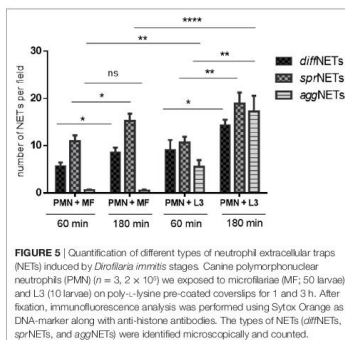 ****
**
**
ns
**
*
*
*
number of NETs per field
30
20
10
0
diffNETs
sprNETs
aggNETs
PMN + MF
PMN + MF
PMN + L3
PMN + L3
60 min
180 min
60 min
180 min
FIGURE 5 | Quantification of different types of neutrophil extracellular traps
(NETs) induced by Dirofilaria immitis stages. Canine polymorphonuclear
neutrophils (PMN) (n = 3, 2 × 10⁵) we exposed to microfilariae (MF; 50 larvae)
and L3 (10 larvae) on poly-L-lysine pre-coated coverslips for 1 and 3 h. After
fixation, immunofluorescence analysis was performed using Sytox Orange as
DNA-marker along with anti-histone antibodies. The types of NETs (diffNETs,
sprNETs, and aggNETs) were identified microscopically and counted.